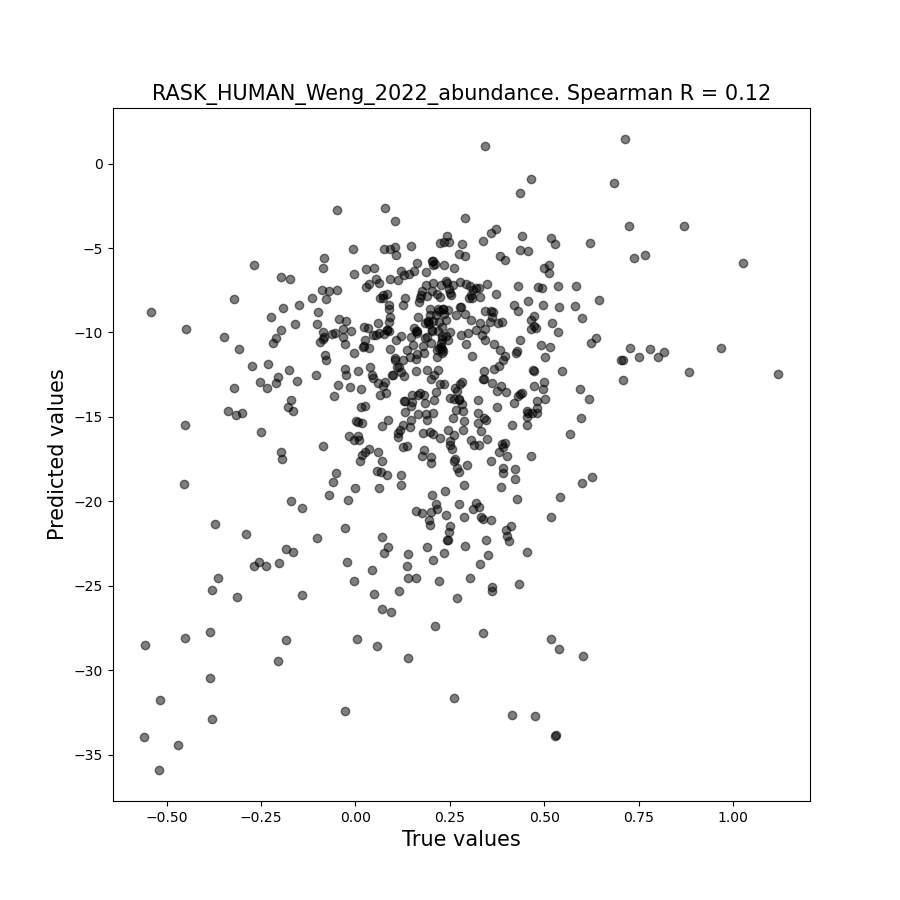 RASK_HUMAN_Weng_2022_abundance. Spearman R = 0.12
0
−5
−10
−15
−20
−25
−30
−35
Predicted values
−0.50 −0.25 0.00 0.25 0.50 0.75 1.00
True values